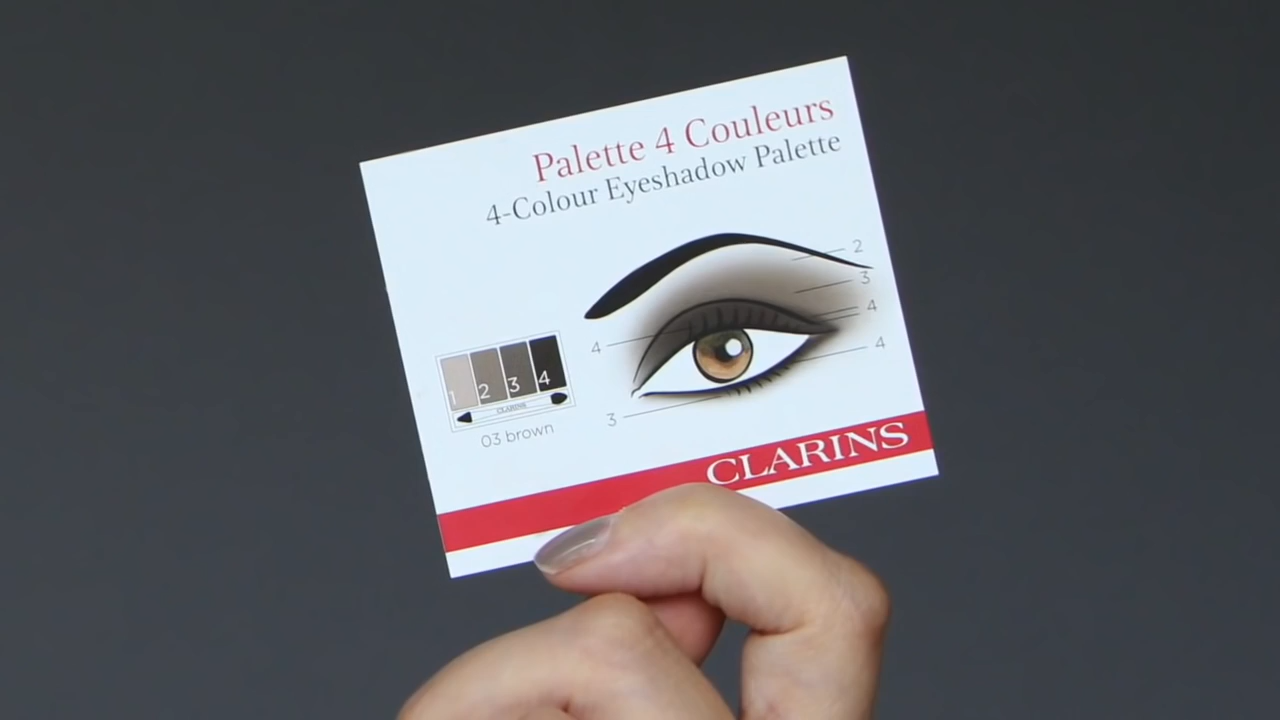 Palette 4 Couleurs
4-Colour Eyeshadow Palette
2
3
4
4
4
3
1 2 3 4
CLARINS
03 brown
CLARINS